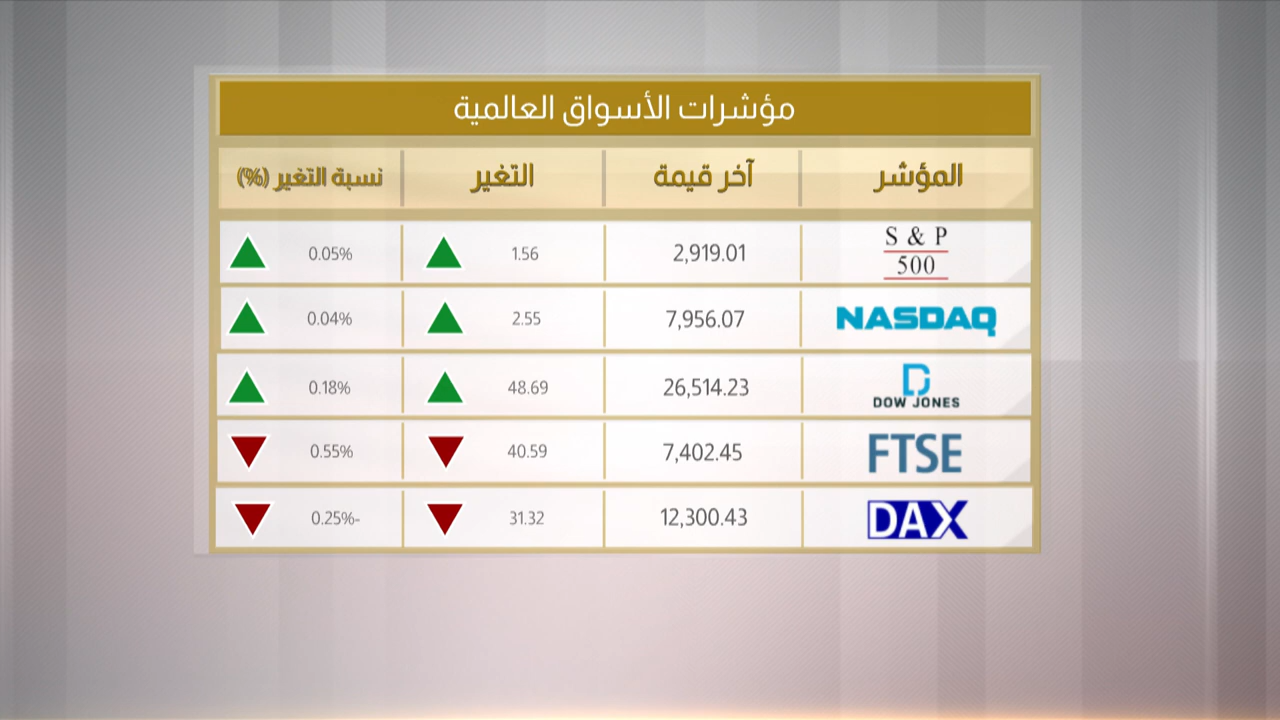 مؤشرات الأسواق العالمية
المؤشر آخر قيمة التغير نسبة التغير (%)
S & P
500 2,919.01 1.56 0.05%
NASDAQ 7,956.07 2.55 0.04%
DOW JONES 26,514.23 48.69 0.18%
FTSE 7,402.45 40.59 0.55%
DAX 12,300.43 31.32 0.25%-